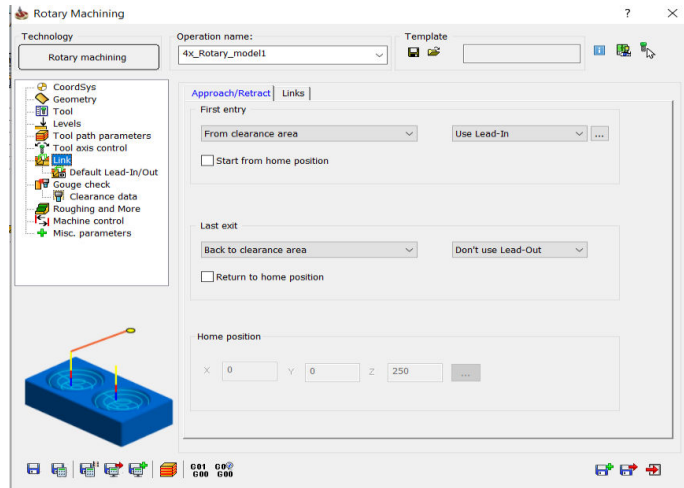 Rotary Machining
? ×
Technology
Operation name:
Template
Rotary machining
4x_Rotary_model1
CoordSys
Geometry
Tool
Levels
Tool path parameters
Tool axis control
Link
Default Lead-In/Out
Gouge check
Clearance data
Roughing and More
Machine control
Misc. parameters
Approach/Retract Links
First entry
From clearance area Use Lead-In ...
Start from home position
Last exit
Back to clearance area Don't use Lead-Out
Return to home position
Home position
X 0 Y 0 Z 250 ...
G01 G0
G00 G00